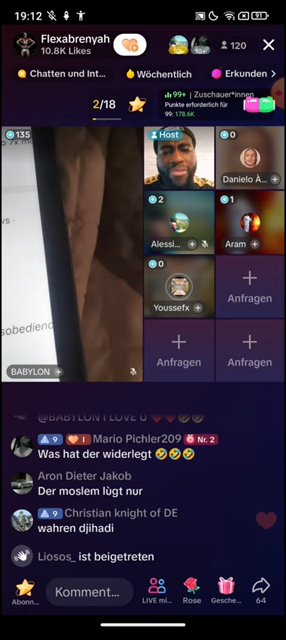 19:12
91
Flexabrenyah
10.8K Likes
120
Chatten und Int...
Wöchentlich
Erkunden
2/18
99+ | Zuschauer*innen
Punkte erforderlich für
99: 178.6K
135
Host
0
Danielo À...
2
Alessi...
1
Aram
0
Youssefx
Anfragen
Anfragen
Anfragen
sobedienc
BABYLON
@BABYLON I LOVE U ❤️❤️🤣🤣
9 1 Mario Pichler209 Nr. 2
Was hat der widerlegt 🤣🤣🤣
Aron Dieter Jakob
Der moslem lùgt nur
9 Christian knight of DE
wahren djihadi
Liosos_ ist beigetreten
Abonn...
Komment...
LIVE mi...
Rose
Gesche...
64